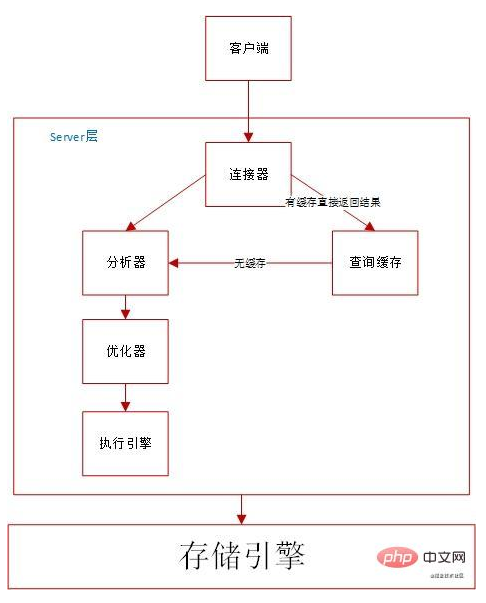 客户端
Server层
连接器
有缓存直接返回结果
分析器
无缓存
查询缓存
优化器
执行引擎
存储引擎
php 中文网